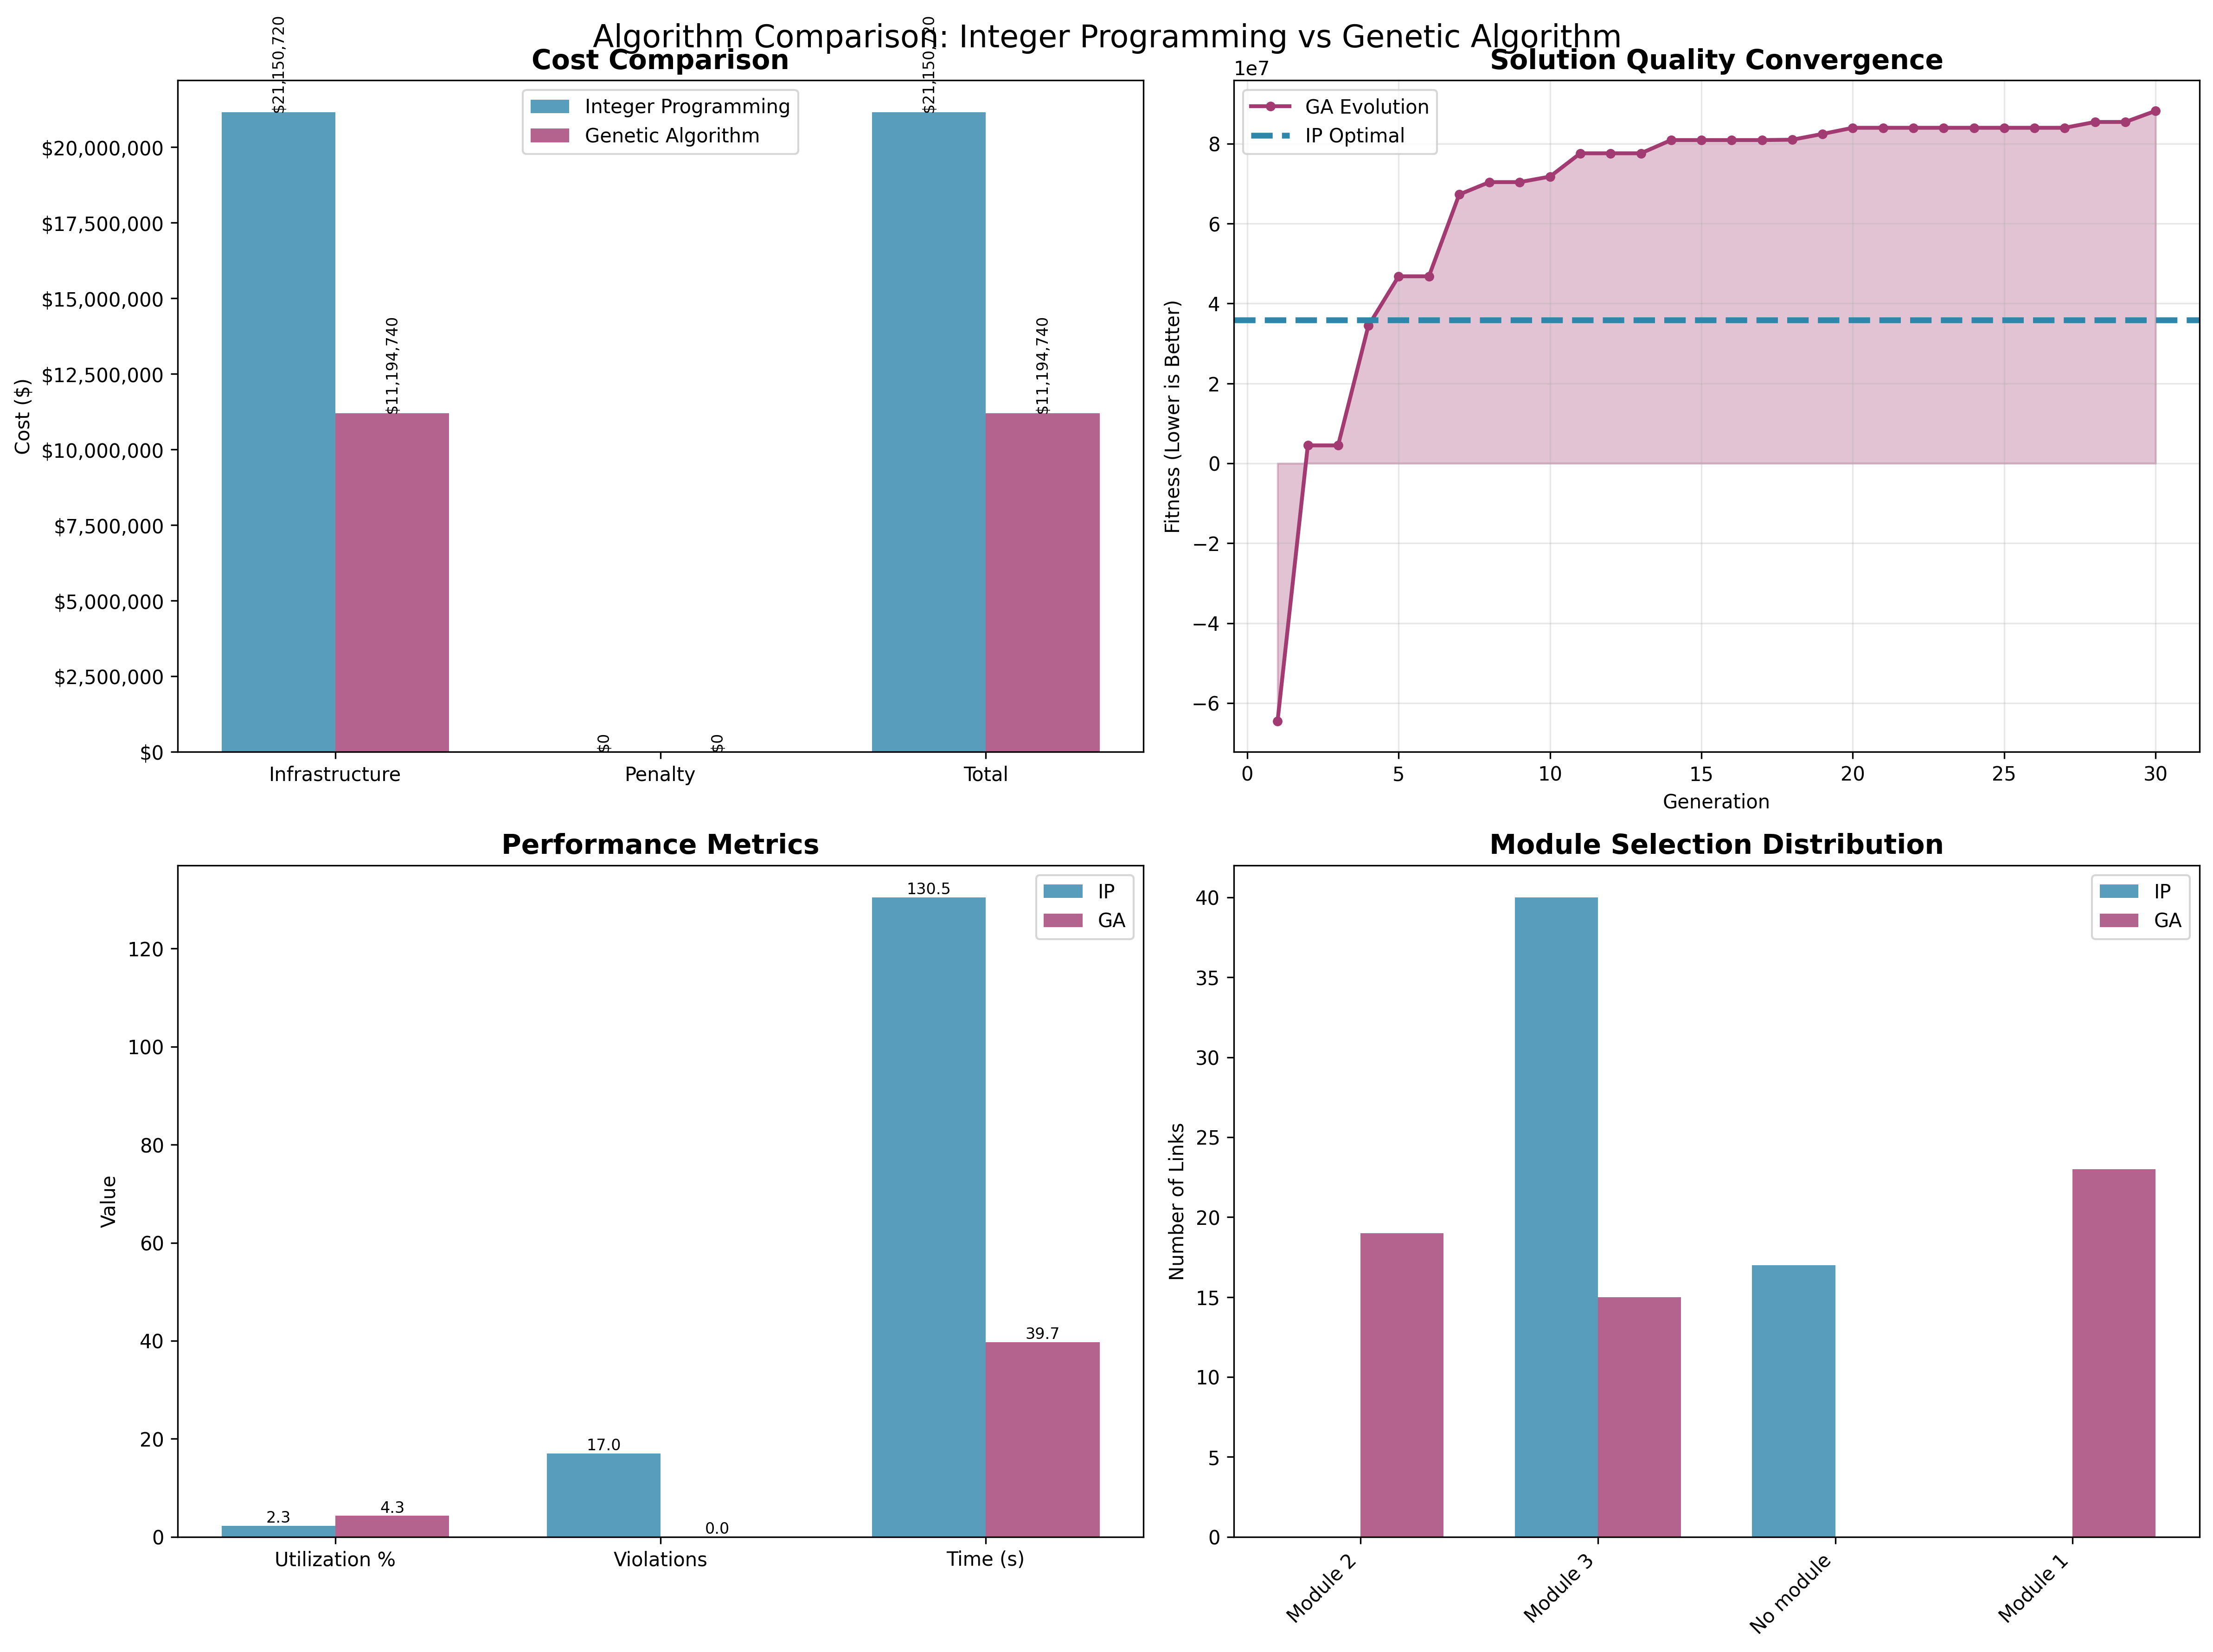 Algorithm Comparison: Integer Programming vs Genetic Algorithm
Cost Comparison
$21,150,720
$21,150,720
Integer Programming
Genetic Algorithm
$20,000,000
$17,500,000
$15,000,000
$12,500,000
$10,000,000
$7,500,000
$5,000,000
$2,500,000
$0
Cost ($)
$11,194,740
$11,194,740
$0
$0
Infrastructure
Penalty
Total
Solution Quality Convergence
1e7
GA Evolution
IP Optimal
8
6
4
2
0
−2
−4
−6
Fitness (Lower is Better)
0
5
10
15
20
25
30
Generation
Performance Metrics
IP
GA
120
100
80
60
40
20
0
Value
2.3
4.3
17.0
0.0
130.5
39.7
Utilization %
Violations
Time (s)
Module Selection Distribution
IP
GA
40
35
30
25
20
15
10
5
0
Number of Links
Module 2
Module 3
No module
Module 1